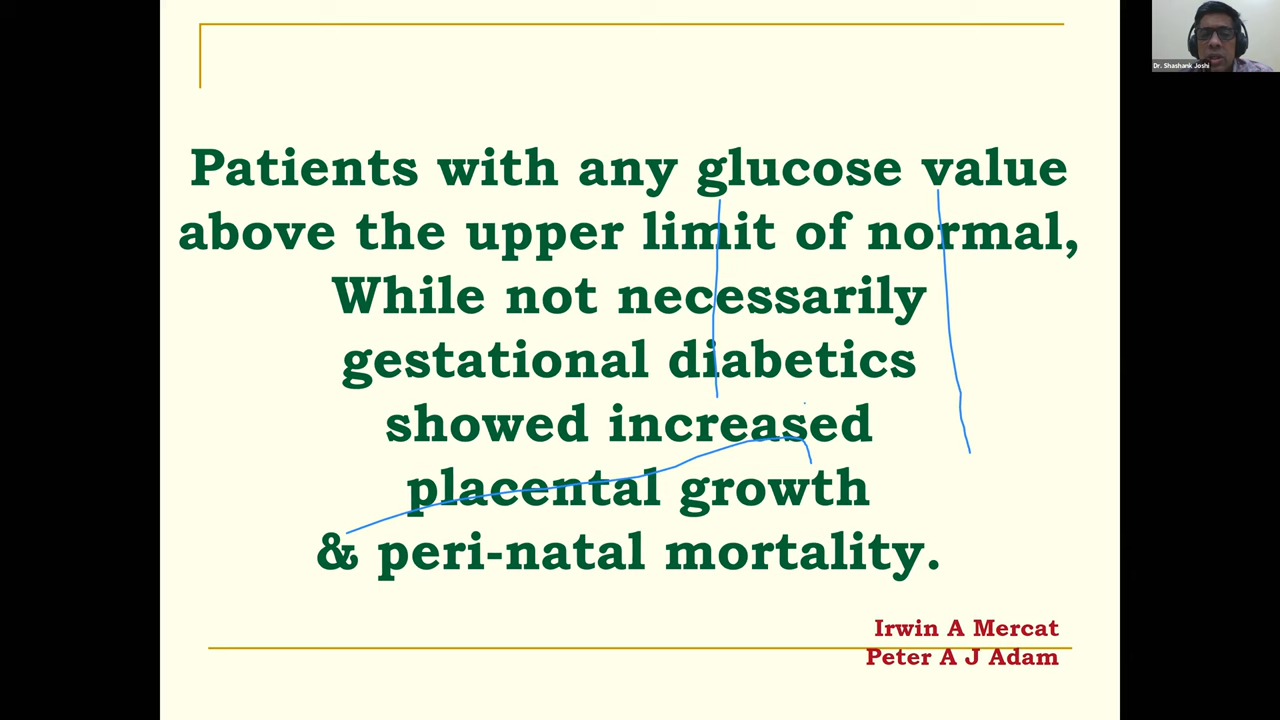 Dr. Shashank Joshi
Patients with any glucose value
above the upper limit of normal,
While not necessarily
gestational diabetics
showed increased
placental growth
& peri-natal mortality.
Irwin A Mercat
Peter A J Adam